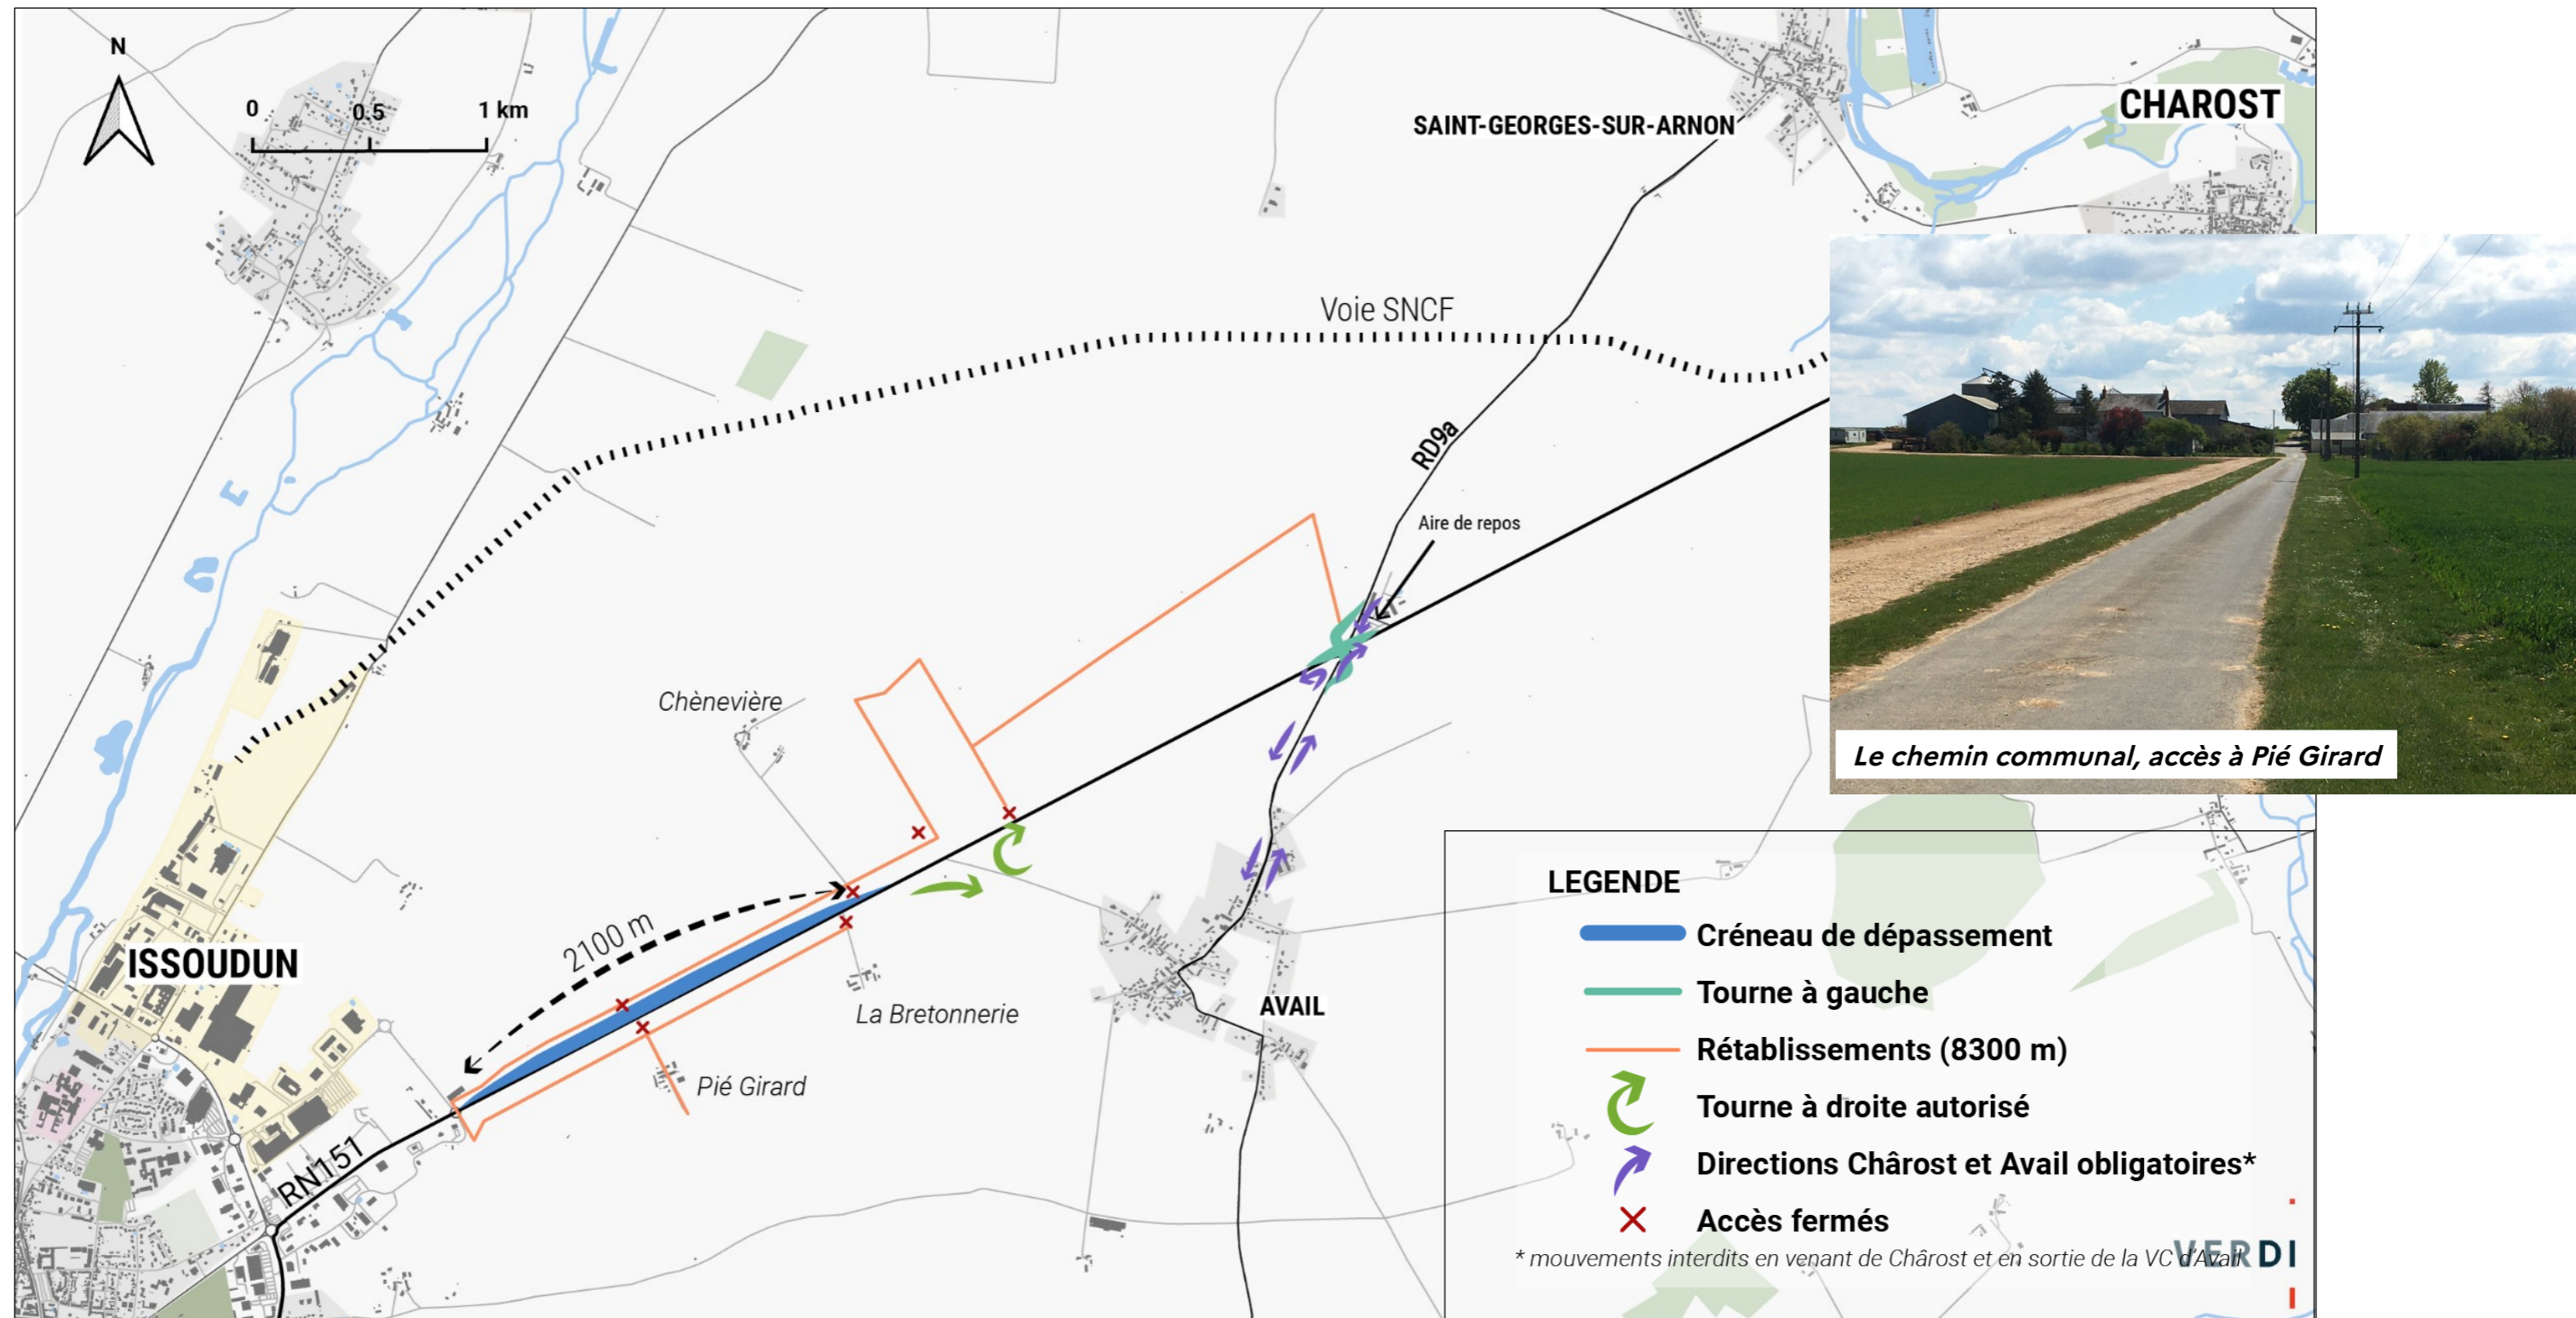 N
0 0.5 1 km
SAINT-GEORGES-SUR-ARNON
CHAROST
Voie SNCF
RD9a
Aire de repos
Chènevière
2100 m
ISSOUDUN
La Bretonnerie
AVAIL
Pié Girard
RN151
Le chemin communal, accès à Pié Girard
LEGENDE
Créneau de dépassement
Tourne à gauche
Rétablissements (8300 m)
Tourne à droite autorisé
Directions Chârost et Avail obligatoires*
Accès fermés
* mouvements interdits en venant de Chârost et en sortie de la VC d'Avail
VERDI